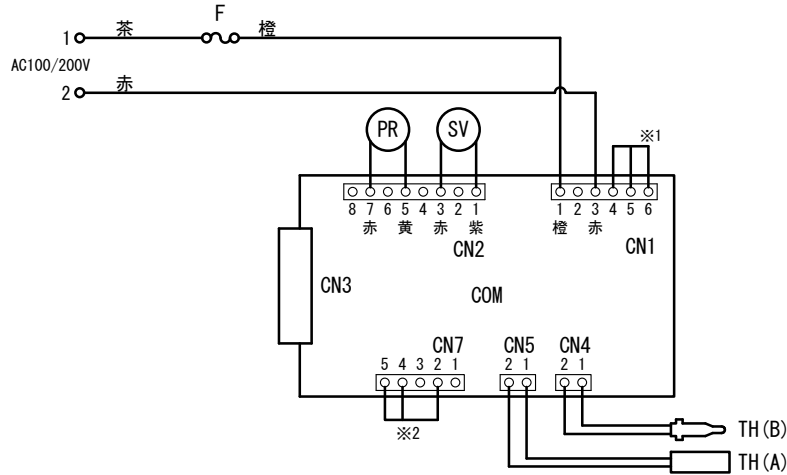 F
1 茶 橙
AC100/200V
2 赤
PR SV ※1
8 7 6 5 4 3 2 1 1 2 3 4 5 6
赤 黄 赤 紫 橙 赤
CN2 CN1
CN3
COM
CN7 CN5 CN4
5 4 3 2 1 2 1 2 1
※2
TH(B)
TH(A)